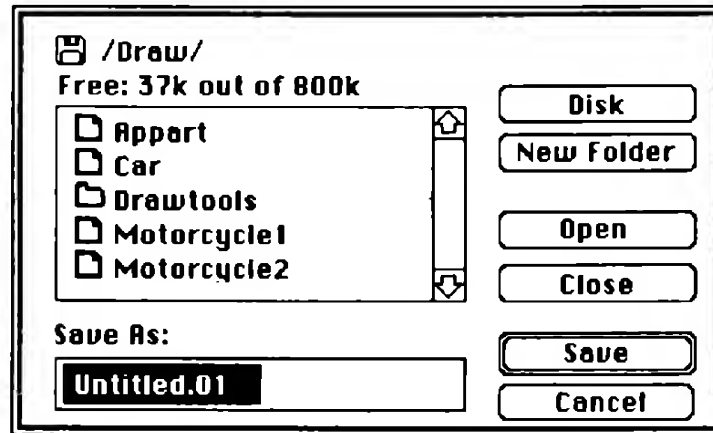 /Draw/
Free: 37k out of 800k
Appart
Car
Drawtools
Motorcycle1
Motorcycle2
Disk
New Folder
Open
Close
Save As:
Untitled.01
Save
Cancel